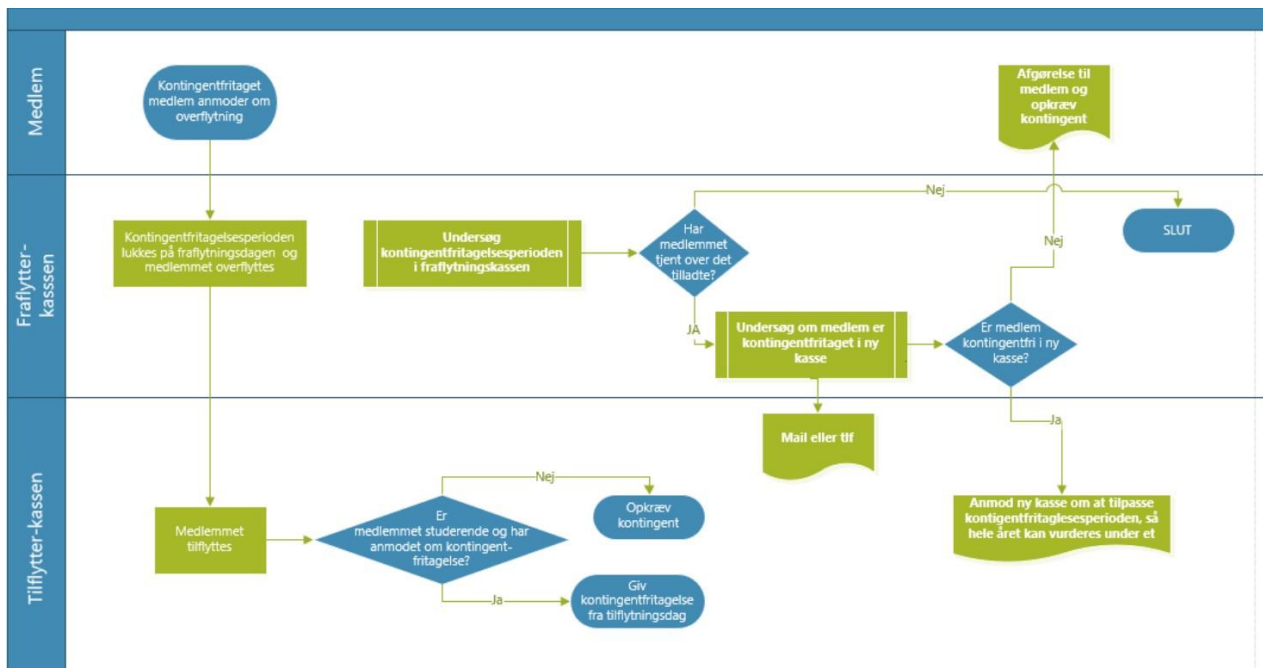 Medlem
Kontingentfritaget
medlem anmoder om
overflytning
Afgørelse til
medlem og
opkræv
kontingent
Fraflytter-
kasssen
Kontingentfritagelsesperioden
lukkes på fraflytningsdagen og
medlemmet overflyttes
Undersøg
kontingentfritagelsesperioden
i fraflytningskassen
Har
medlemmet
tjent over det
tilladte?
Nej
SLUT
JA
Undersøg om medlem er
kontingentfritaget i ny
kasse
Er medlem
kontingentfri i ny
kasse?
Nej
Ja
Tilflytter-kassen
Mail eller tlf
Medlemmet
tilflyttes
Er
medlemmet studerende og har
anmodet om kontingent-
fritagelse?
Nej
Opkræv
kontingent
Ja
Giv
kontingentfritagelse
fra tilflytningsdag
Anmod ny kasse om at tilpasse
kontigentfritaglesesperioden, så
hele året kan vurderes under et